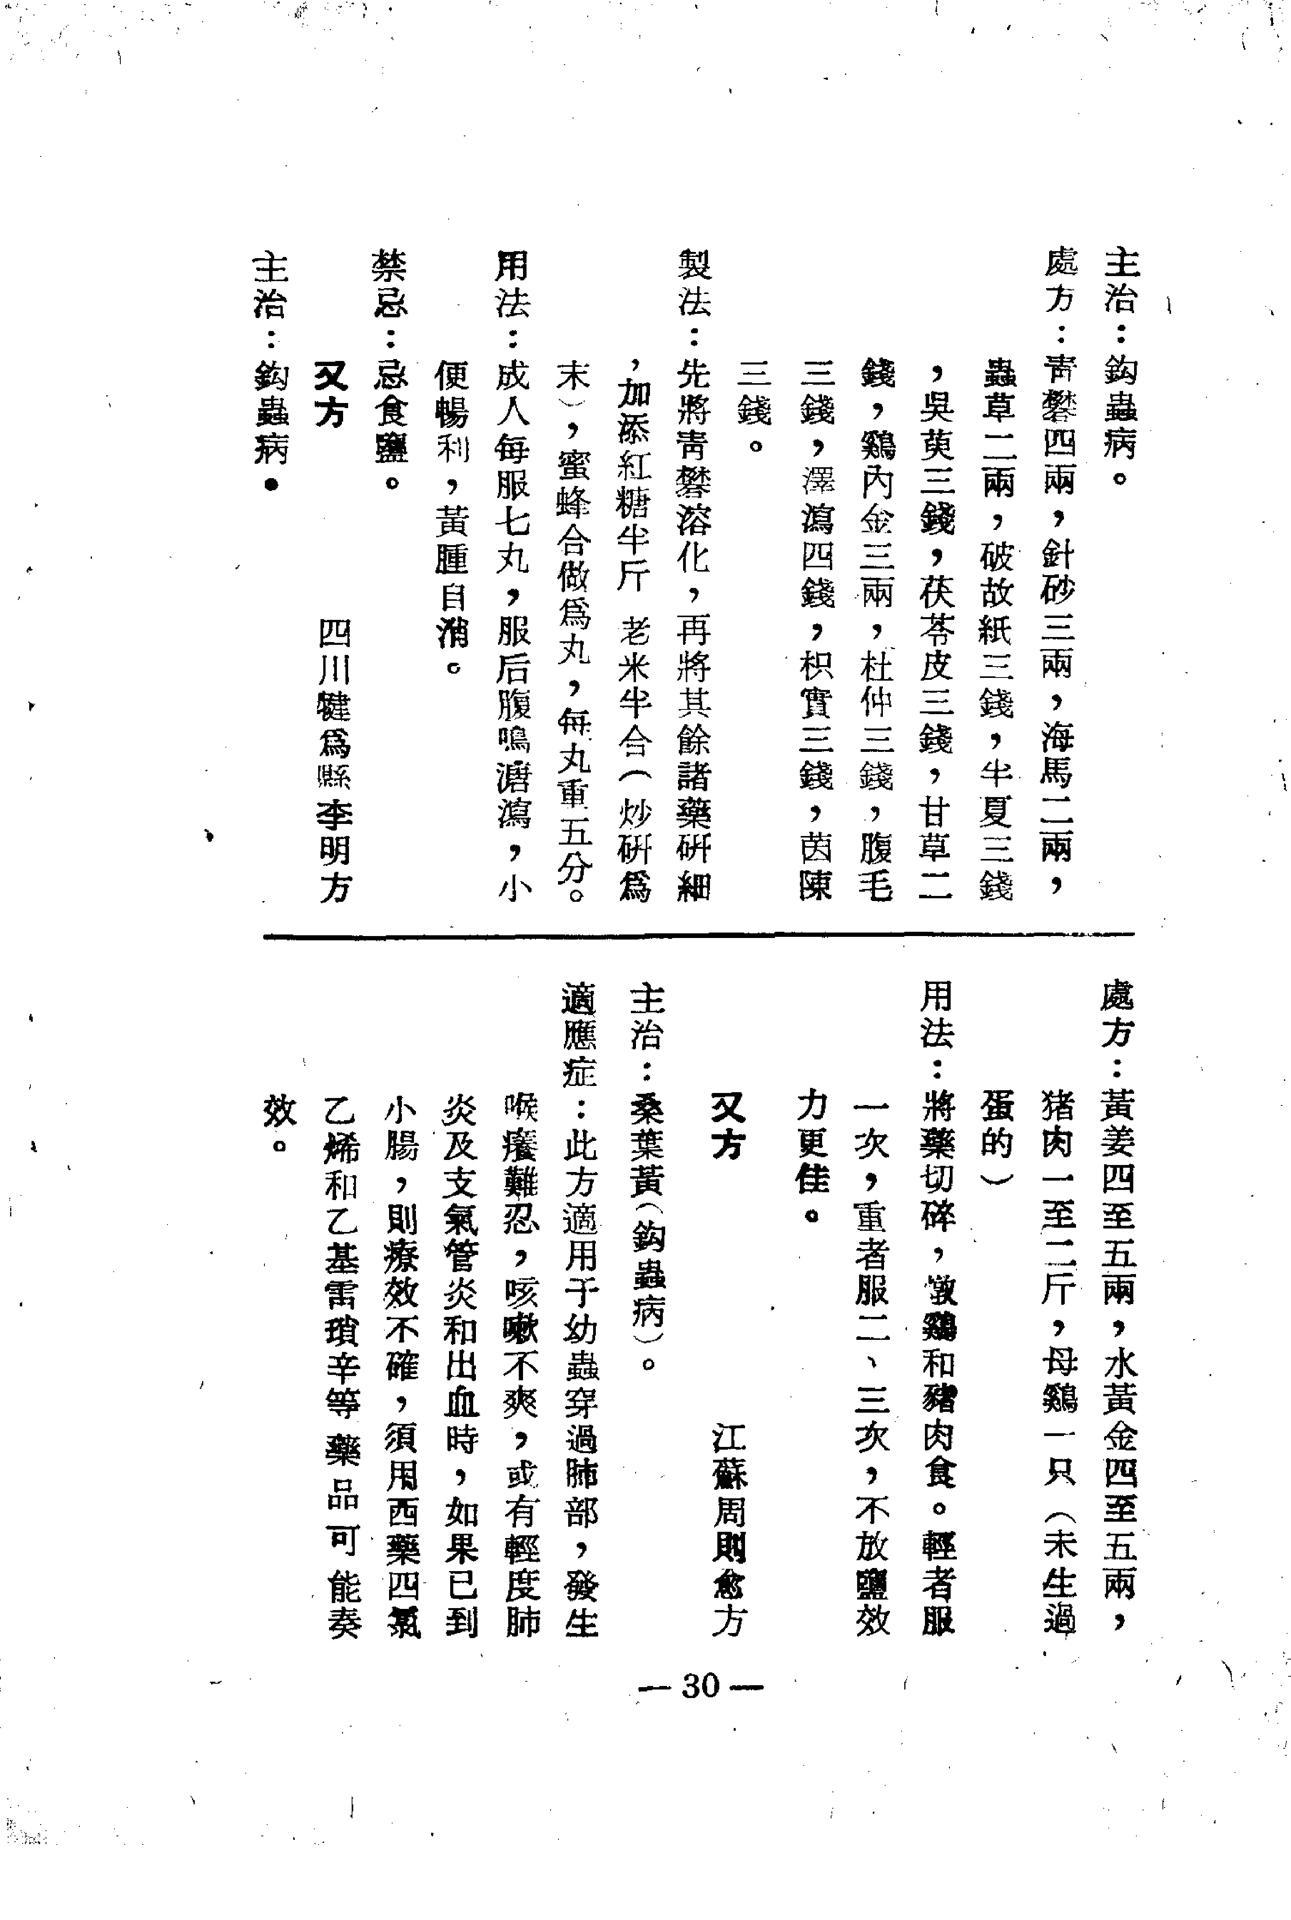 主治：鈎蟲病。
處方：青礬四兩，針砂三兩，海馬二兩，
蟲草二兩，破故紙三錢，半夏三錢
，吳萸三錢，茯苓皮三錢，甘草二
錢，鷄內金三兩，杜仲三錢，腹毛
三錢，澤瀉四錢，枳實三錢，茵陳
三錢。
製法：先將青礬溶化，再將其餘諸藥研細
，加添紅糖半斤 老米半合（炒研爲
末），蜜蜂合做爲丸，每丸重五分。
用法：成人每服七丸，服后腹鳴溏瀉，小
便暢利，黃腫自消。
禁忌：忌食鹽。
又方 四川犍爲縣李明方
主治：鈎蟲病。
處方：黃姜四至五兩，水黃金四至五兩，
猪肉一至二斤，母鷄一只（未生過
蛋的）
用法：將藥切碎，燉鷄和豬肉食。輕者服
一次，重者服二、三次，不放鹽效
力更佳。
又方 江蘇周則愈方
主治：桑葉黃（鈎蟲病）。
適應症：此方適用于幼蟲穿過肺部，發生
喉癢難忍，咳嗽不爽，或有輕度肺
炎及支氣管炎和出血時，如果已到
小腸，則療效不確，須用西藥四氯
乙烯和乙基雷瑣辛等藥品可能奏
效。
— 30 —